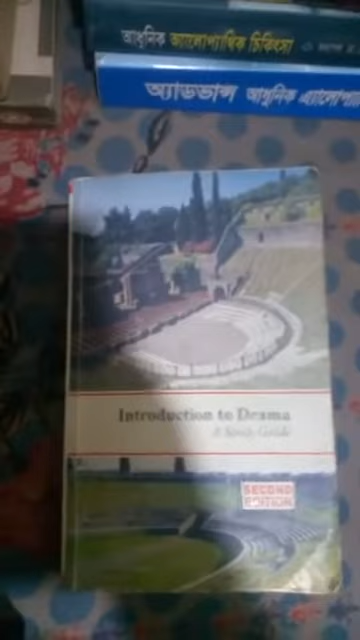 আধুনিক অ্যালোপ্যাথিক চিকিৎসা
অ্যাডভান্স আধুনিক এ্যালোপ্যা
Introduction to Drama
A Study Guide
SECOND
EDITION